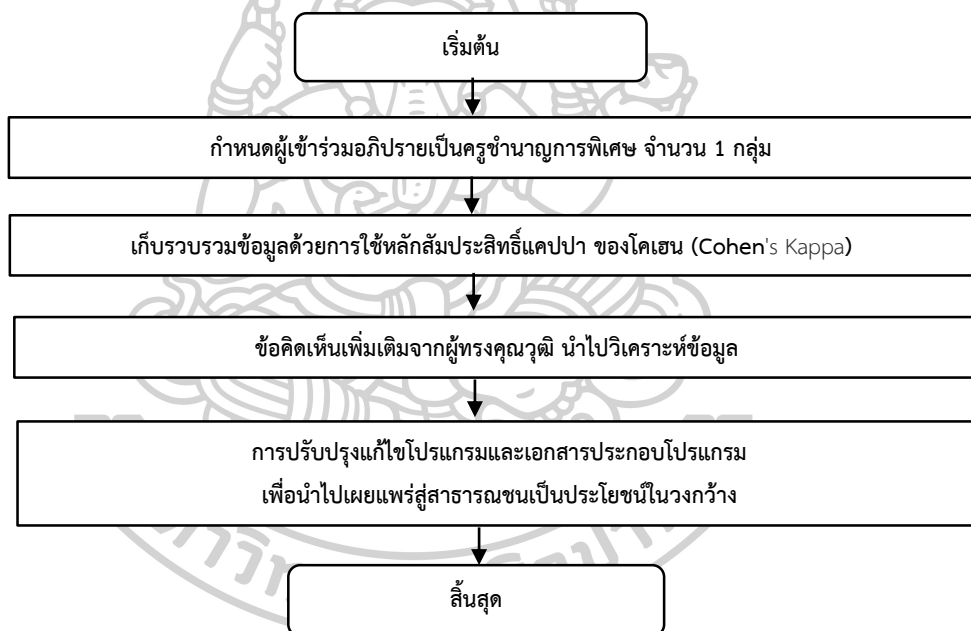 เริ่มต้น
กำหนดผู้เข้าร่วมอภิปรายเป็นครูชำนาญการพิเศษ จำนวน 1 กลุ่ม
เก็บรวบรวมข้อมูลด้วยการใช้หลักสัมประสิทธิ์แคปปา ของโคเฮน (Cohen's Kappa)
ข้อคิดเห็นเพิ่มเติมจากผู้ทรงคุณวุฒิ นำไปวิเคราะห์ข้อมูล
การปรับปรุงแก้ไขโปรแกรมและเอกสารประกอบโปรแกรม
เพื่อนำไปเผยแพร่สู่สาธารณชนเป็นประโยชน์ในวงกว้าง
สิ้นสุด